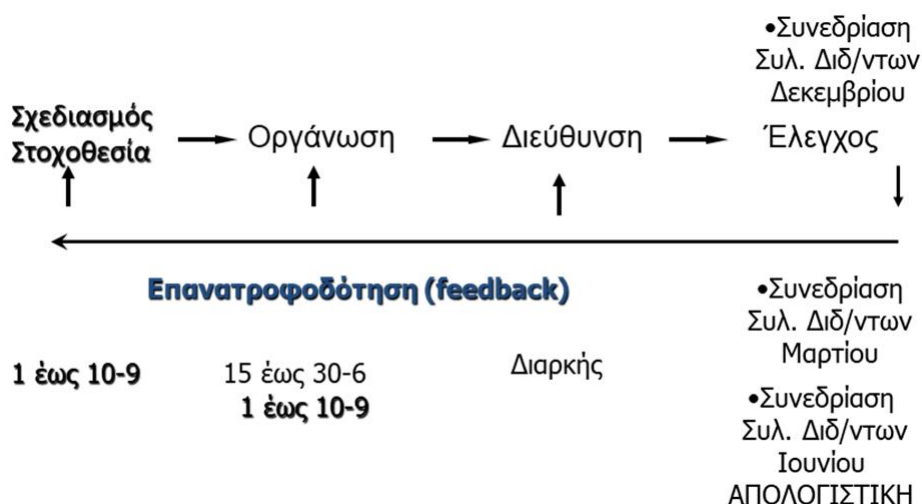 •Συνεδρίαση
Συλ. Διδ/ντων
Δεκεμβρίου
Σχεδιασμός
Στοχοθεσία
Οργάνωση
Διεύθυνση
Έλεγχος
Επανατροφοδότηση (feedback)
•Συνεδρίαση
Συλ. Διδ/ντων
Μαρτίου
1 έως 10-9
15 έως 30-6
1 έως 10-9
Διαρκής
•Συνεδρίαση
Συλ. Διδ/ντων
Ιουνίου
ΑΠΟΛΟΓΙΣΤΙΚΗ